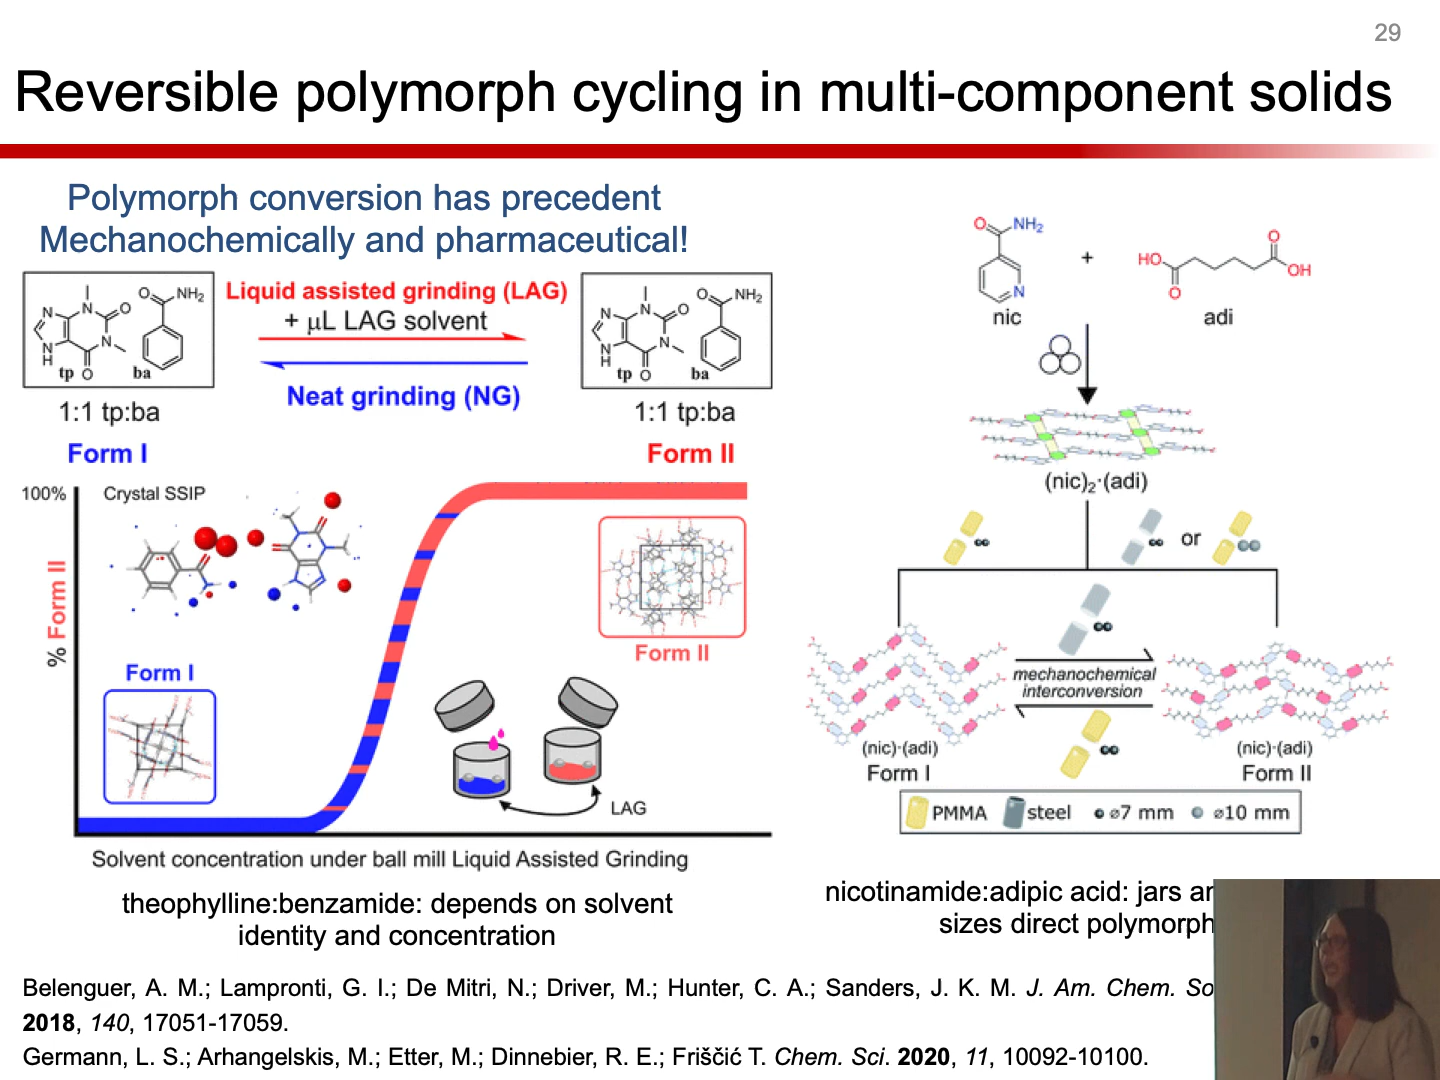 29
Reversible polymorph cycling in multi-component solids
Polymorph conversion has precedent
Mechanochemically and pharmaceutical!
N
N
H
N
N
O
O
tp
O
NH₂
ba
1:1 tp:ba
Form I
Liquid assisted grinding (LAG)
+ μL LAG solvent
Neat grinding (NG)
N
N
H
N
N
O
O
tp
O
NH₂
ba
1:1 tp:ba
Form II
100%
Crystal SSIP
% Form II
Form I
Form II
LAG
Solvent concentration under ball mill Liquid Assisted Grinding
theophylline:benzamide: depends on solvent
identity and concentration
O
NH₂
N
nic
+
HO
O
O
OH
adi
(nic)₂·(adi)
or
mechanochemical
interconversion
(nic)·(adi)
Form I
(nic)·(adi)
Form II
PMMA steel ⌀7 mm ⌀10 mm
nicotinamide:adipic acid: jars
sizes direct polymorph
Belenguer, A. M.; Lampronti, G. I.; De Mitri, N.; Driver, M.; Hunter, C. A.; Sanders, J. K. M. J. Am. Chem. So
2018, 140, 17051-17059.
Germann, L. S.; Arhangelskis, M.; Etter, M.; Dinnebier, R. E.; Friščić T. Chem. Sci. 2020, 11, 10092-10100.